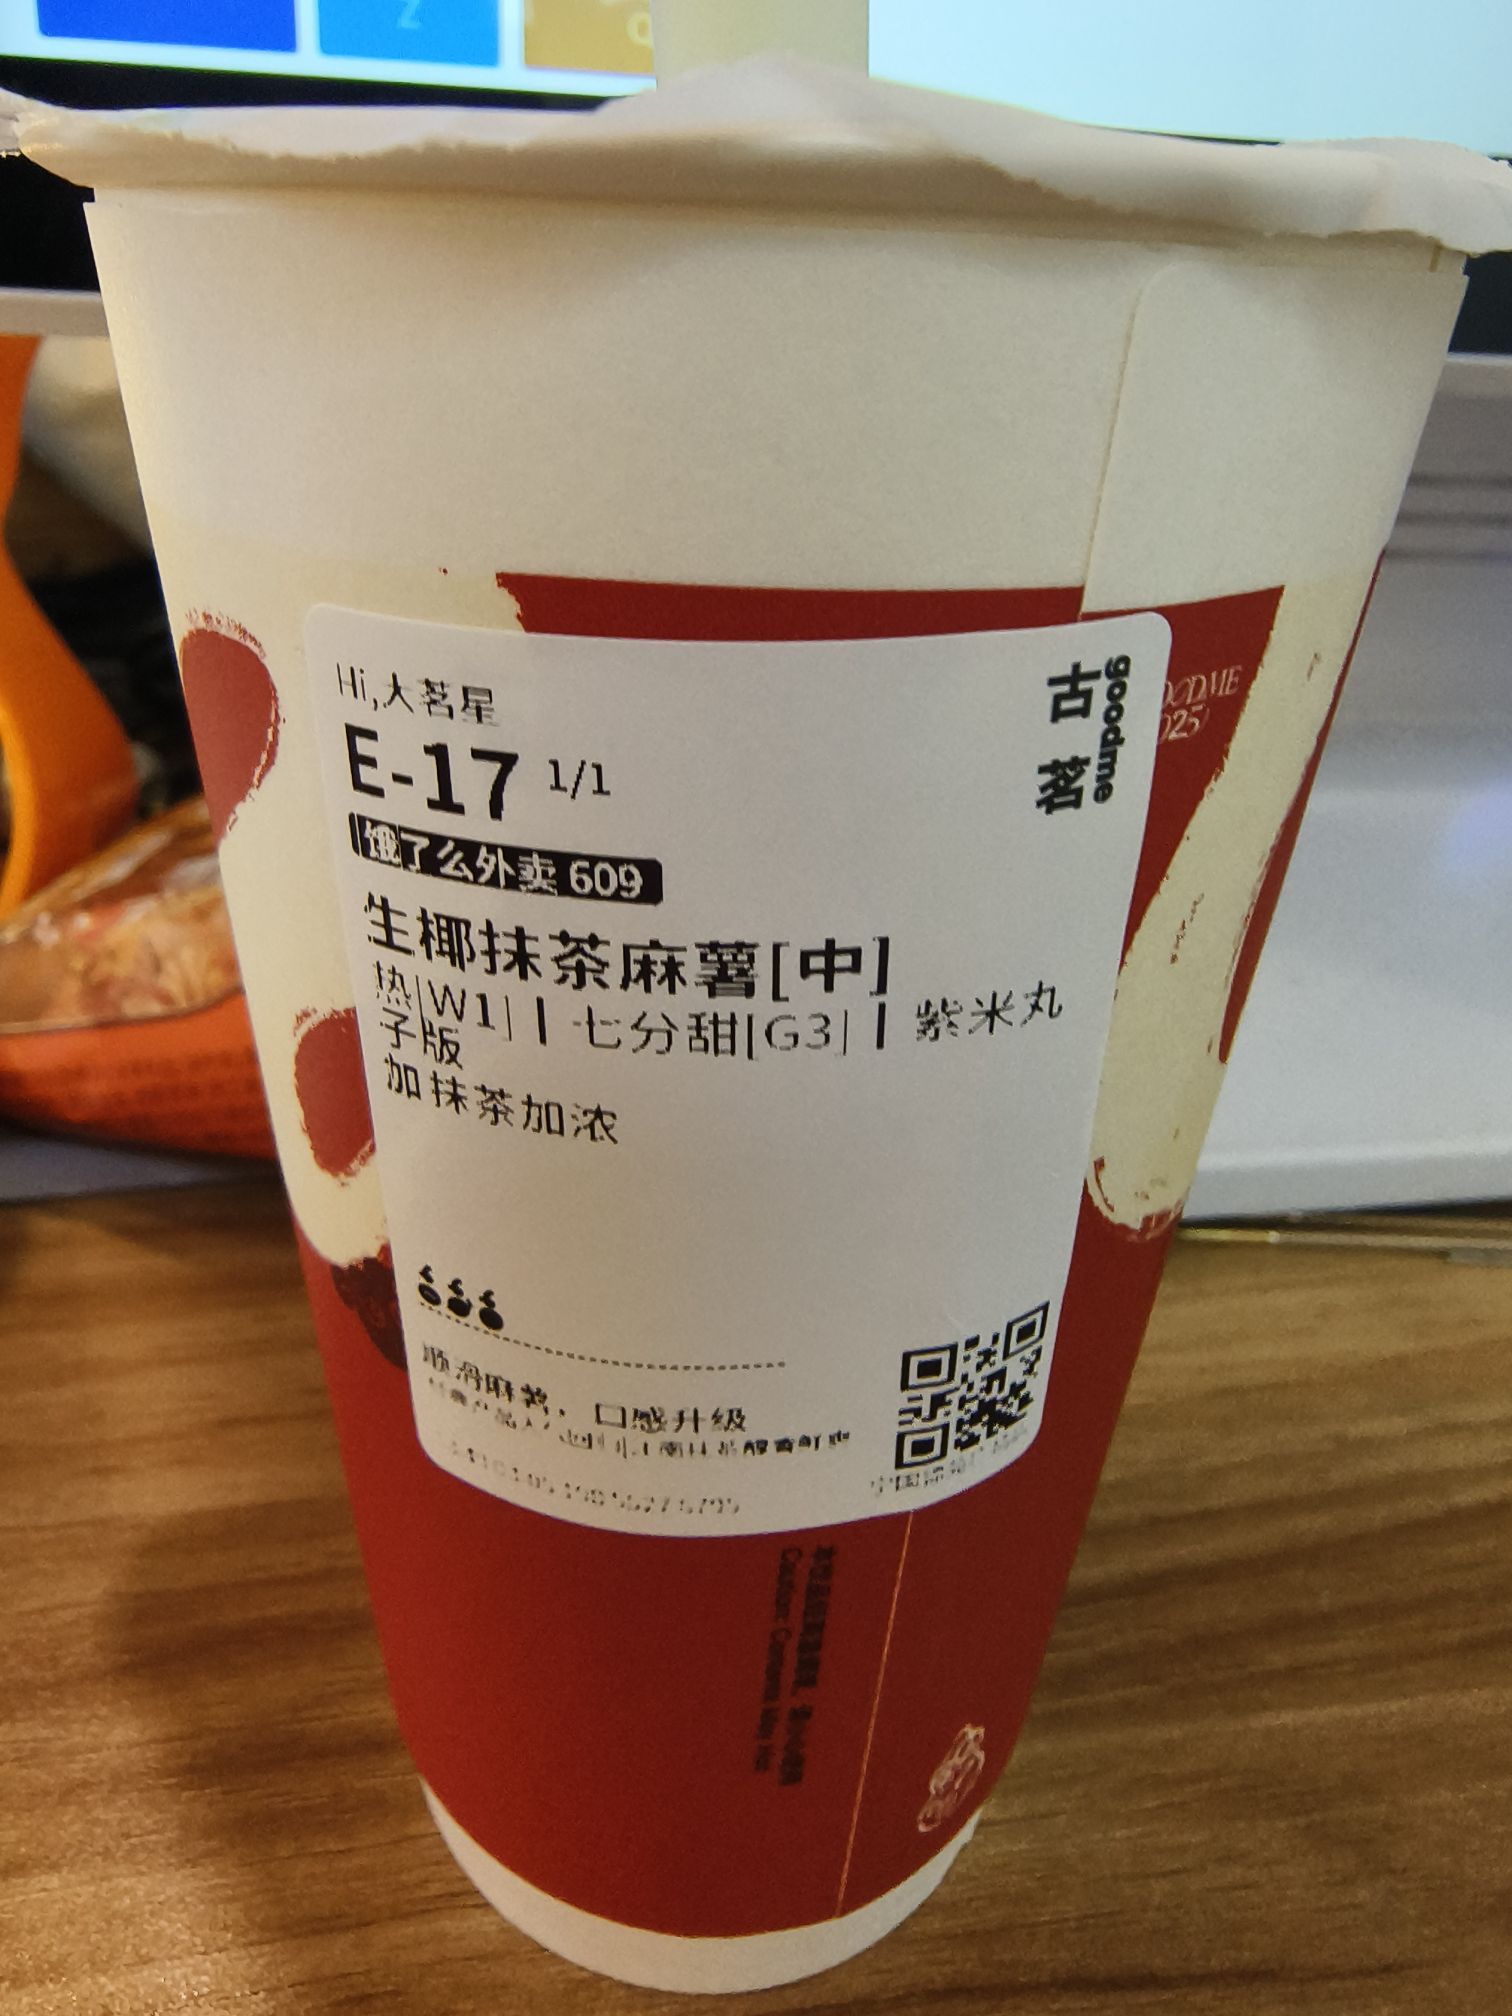 Z
Hi,大茗星
古茗
goodme
E-17 1/1
饿了么外卖 609
生椰抹茶麻薯[中]
热[W1] | 七分甜[G3] | 紫米丸
子版
加抹茶加浓
顺滑麻薯，口感升级